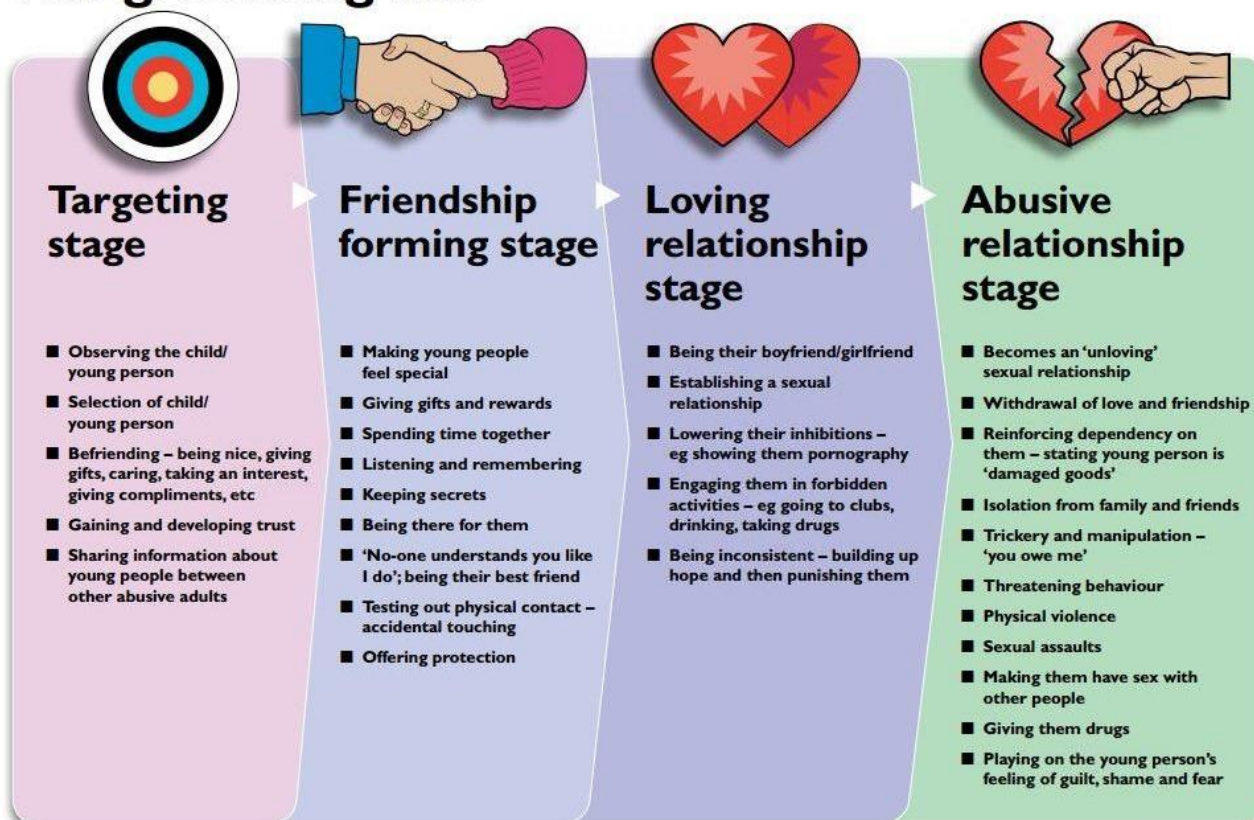 Targeting
stage
■ Observing the child/
young person
■ Selection of child/
young person
■ Befriending – being nice, giving
gifts, caring, taking an interest,
giving compliments, etc
■ Gaining and developing trust
■ Sharing information about
young people between
other abusive adults
Friendship
forming stage
■ Making young people
feel special
■ Giving gifts and rewards
■ Spending time together
■ Listening and remembering
■ Keeping secrets
■ Being there for them
■ ‘No-one understands you like
I do’; being their best friend
■ Testing out physical contact –
accidental touching
■ Offering protection
Loving
relationship
stage
■ Being their boyfriend/girlfriend
■ Establishing a sexual
relationship
■ Lowering their inhibitions –
eg showing them pornography
■ Engaging them in forbidden
activities – eg going to clubs,
drinking, taking drugs
■ Being inconsistent – building up
hope and then punishing them
Abusive
relationship
stage
■ Becomes an ‘unloving’
sexual relationship
■ Withdrawal of love and friendship
■ Reinforcing dependency on
them – stating young person is
‘damaged goods’
■ Isolation from family and friends
■ Trickery and manipulation –
‘you owe me’
■ Threatening behaviour
■ Physical violence
■ Sexual assaults
■ Making them have sex with
other people
■ Giving them drugs
■ Playing on the young person’s
feeling of guilt, shame and fear